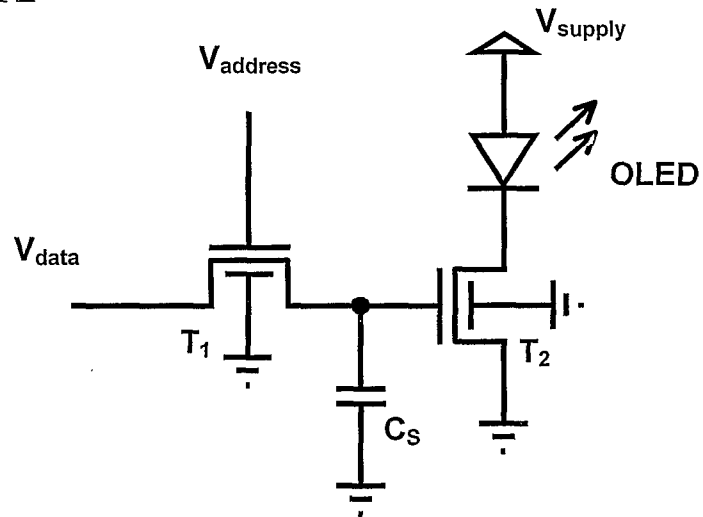 V_supply
V_address
OLED
V_data
T_1
T_2
C_S